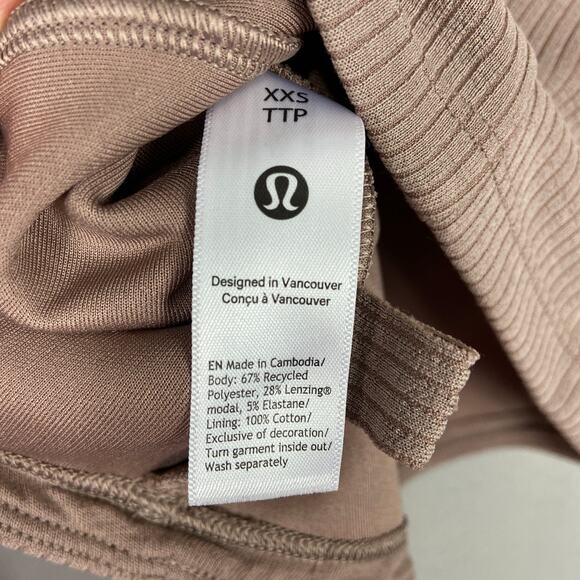 XXS
TTP
Designed in Vancouver
Conçu à Vancouver
EN Made in Cambodia/
Body: 67% Recycled
Polyester, 28% Lenzing®
modal, 5% Elastane/
Lining: 100% Cotton/
Exclusive of decoration/
Turn garment inside out/
Wash separately